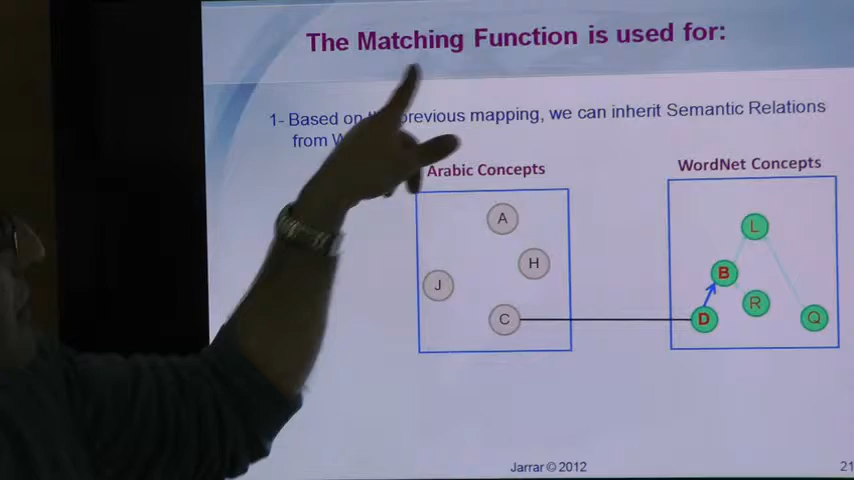 The Matching Function is used for:
1- Based on previous mapping, we can inherit Semantic Relations
from
Arabic Concepts
WordNet Concepts
A
L
H
B
J
R
C
D
Q
Jarrar © 2012
21